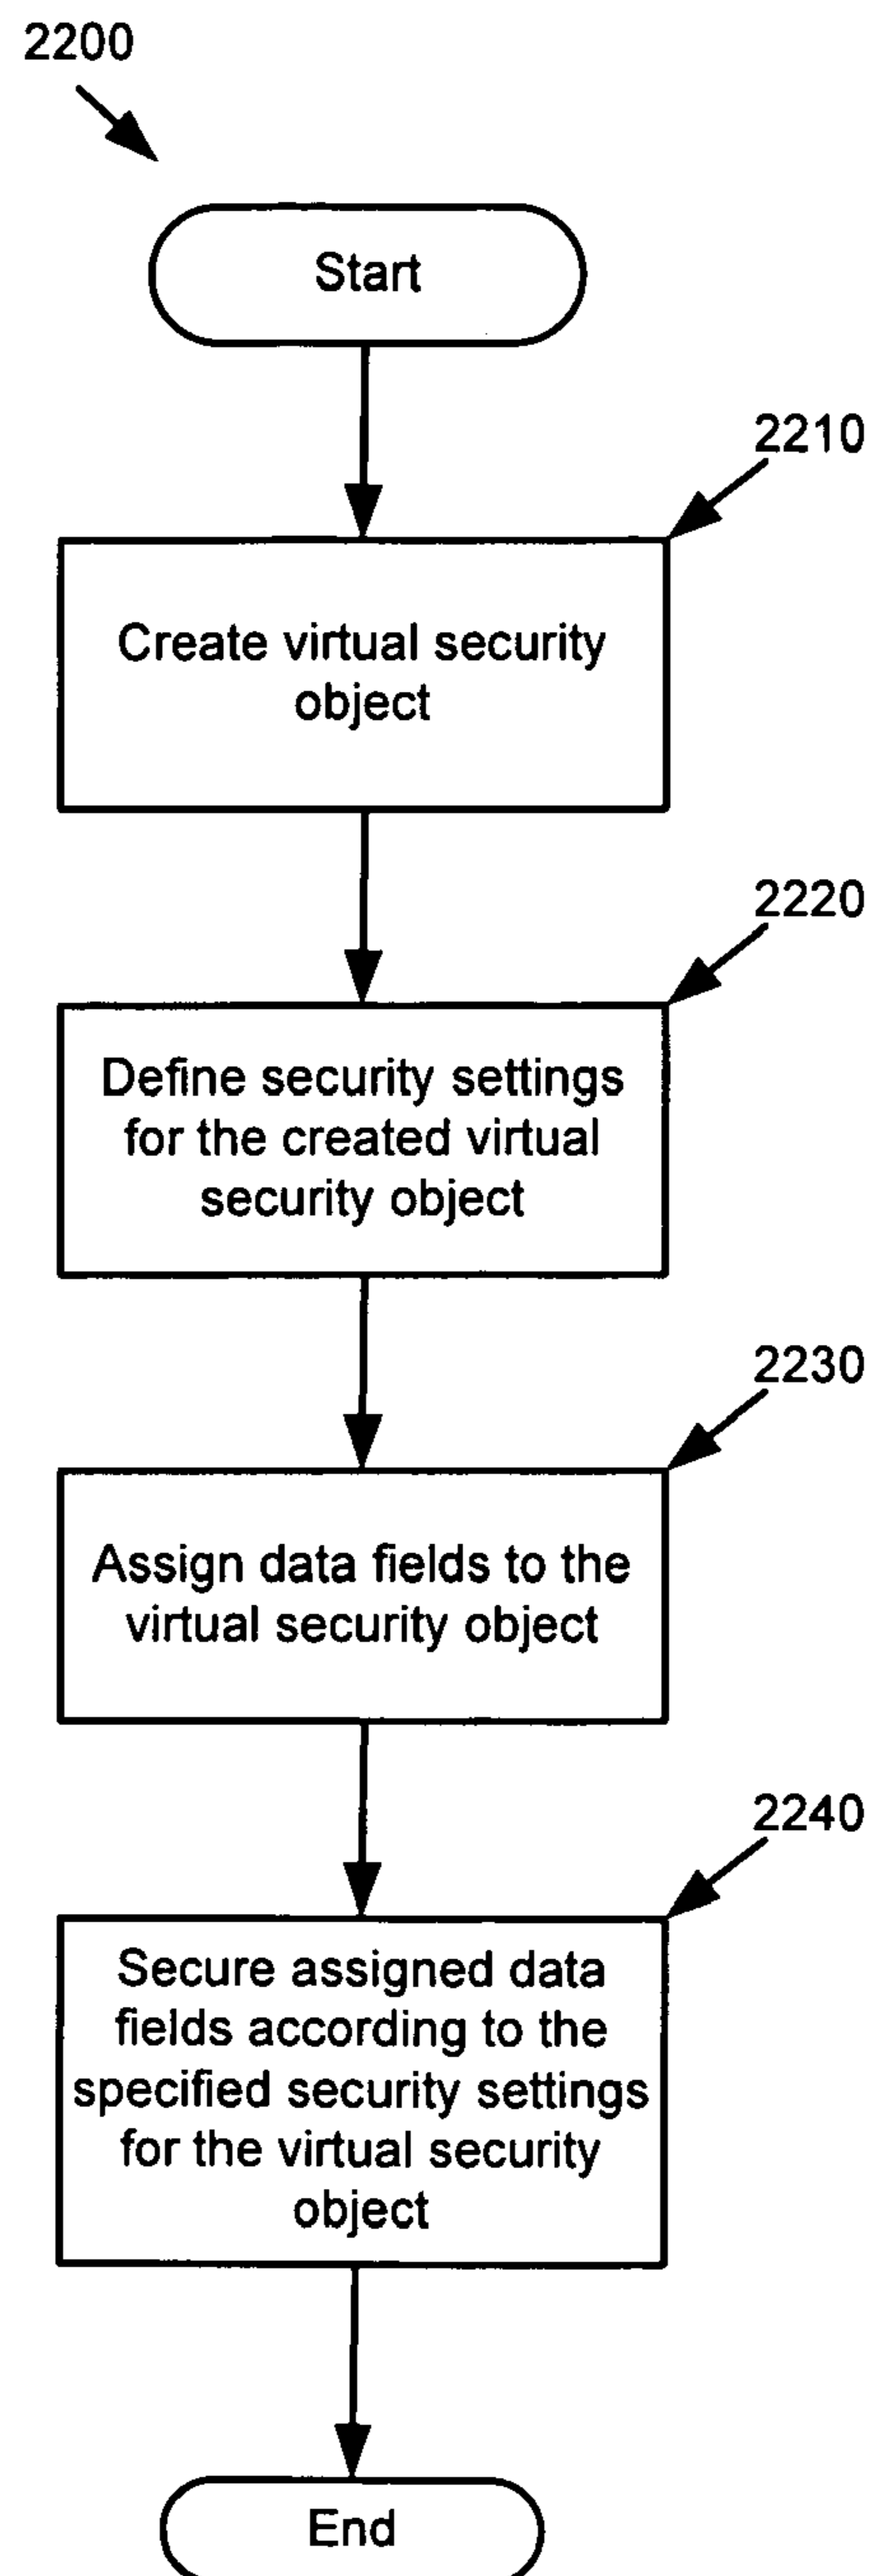 2200
Start
2210
Create virtual security
object
2220
Define security settings
for the created virtual
security object
2230
Assign data fields to the
virtual security object
2240
Secure assigned data
fields according to the
specified security settings
for the virtual security
object
End